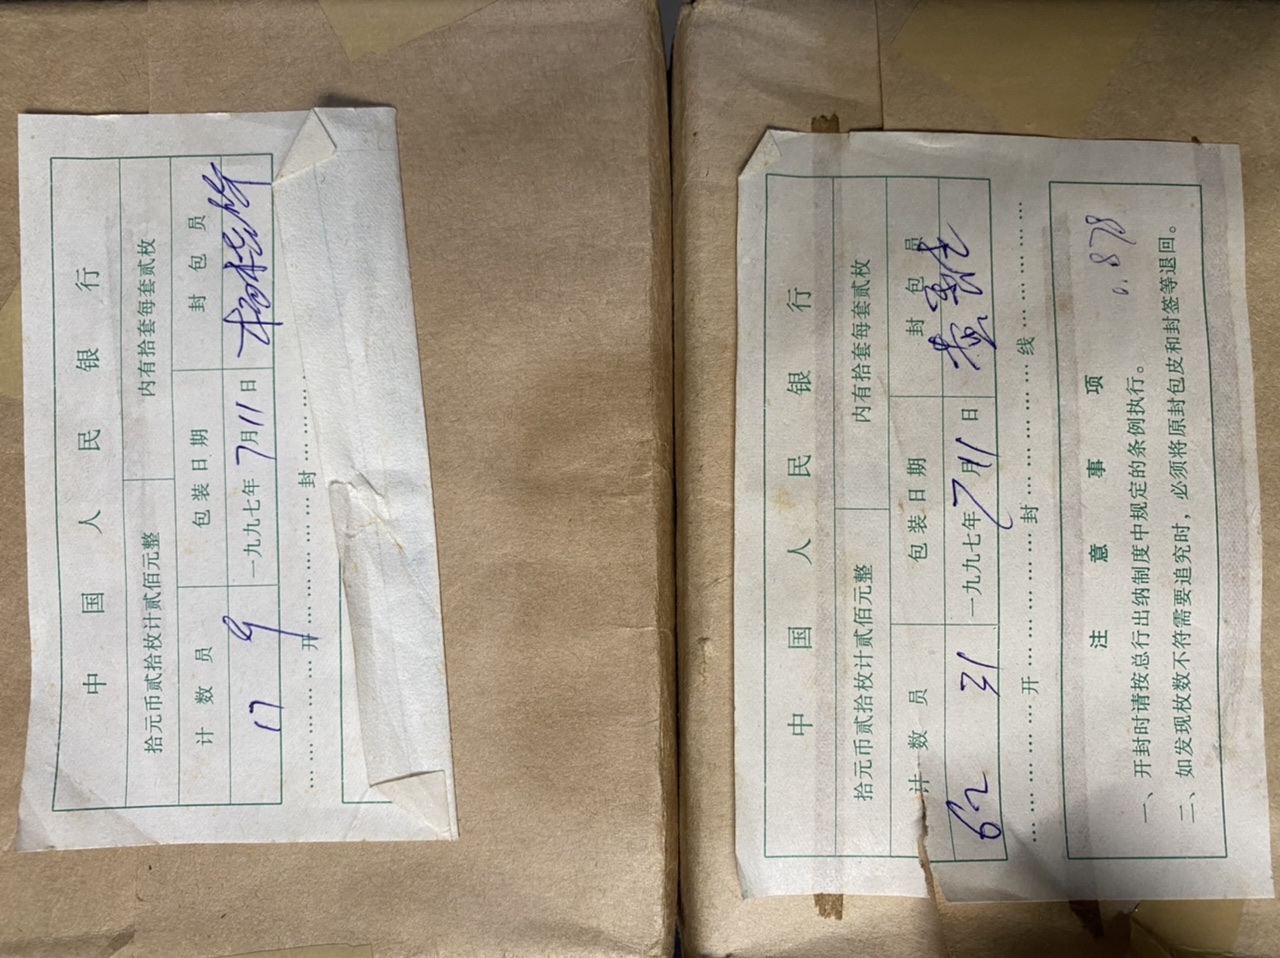 中国人民银行
拾元币贰拾枚计贰佰元整 内有拾套每套贰枚
计数员 包装日期 封包员
17 9 一九九七年7月11日
开 封
中国人民银行
拾元币贰拾枚计贰佰元整 内有拾套每套贰枚
计数员 包装日期 封包员
62 31 一九九七年7月11日
开 封 线
注意事项
一、开封时请按总行出纳制度中规定的条例执行。
二、如发现枚数不符需要追究时，必须将原封包皮和封签等退回。
0.878